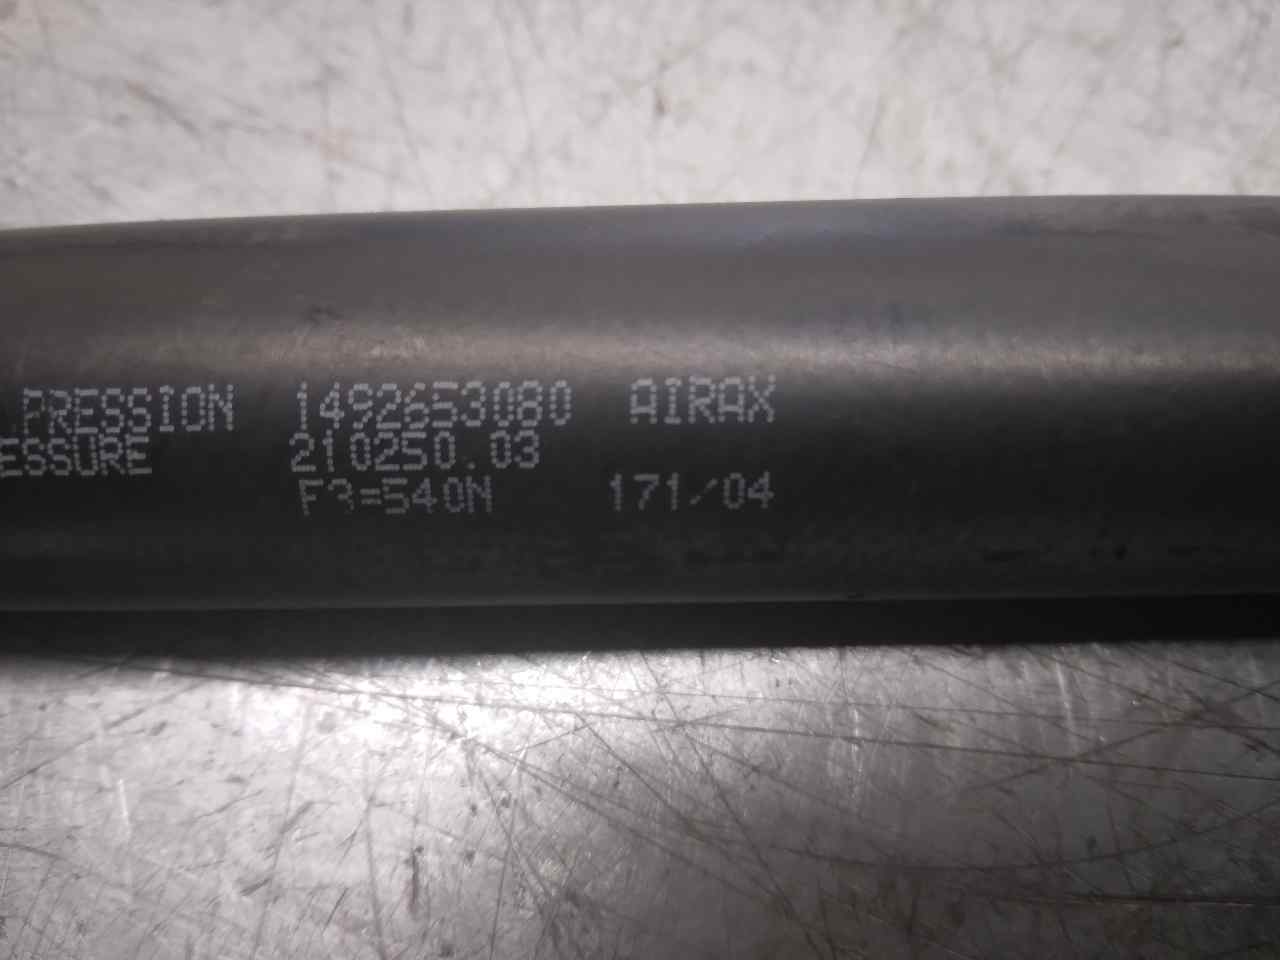 .PRESSION 1492653080 AIRAX
ESSURE 210250.03
F3=540N 171/04